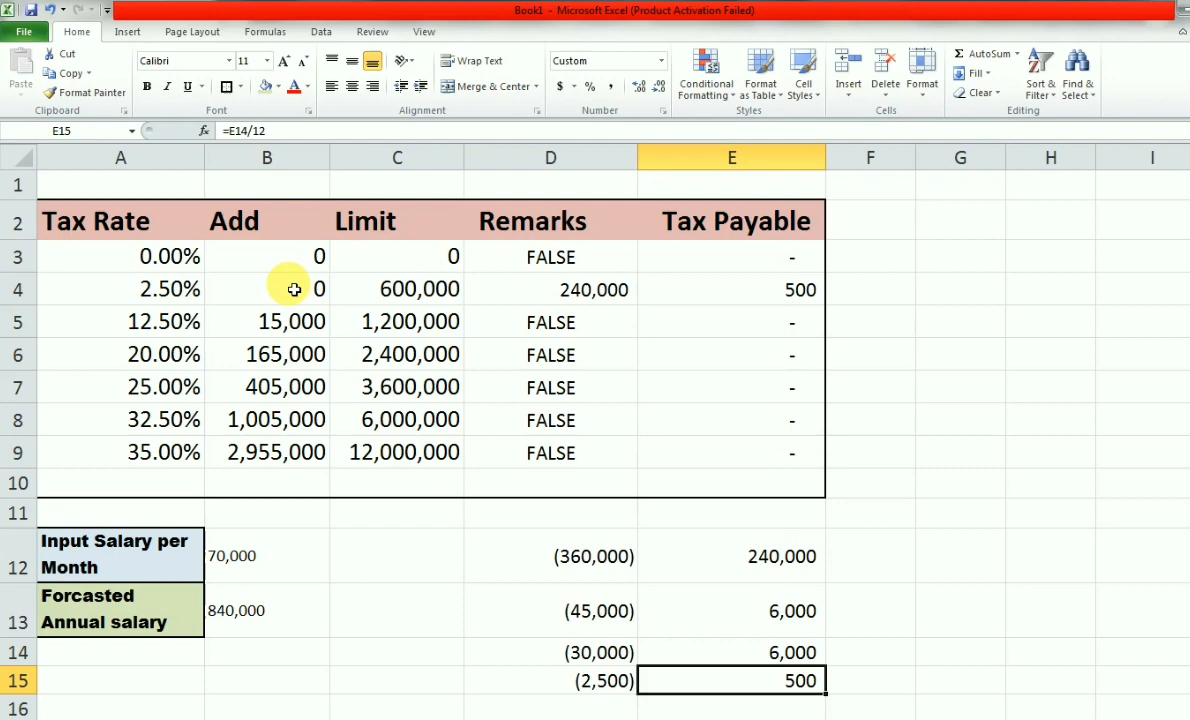 Book1 - Microsoft Excel (Product Activation Failed)
File Home Insert Page Layout Formulas Data Review View
Paste Cut Copy Format Painter
Calibri 11 B I U A A A
Wrap Text Merge & Center
Custom $ % ,
Conditional Formatting Format as Table Cell Styles
Insert Delete Format
Σ AutoSum Fill Clear Sort & Filter Find & Select
Clipboard Font Alignment Number Styles Cells Editing
E15 fx =E14/12
A B C D E F G H I
1
2 Tax Rate Add Limit Remarks Tax Payable
3 0.00% 0 0 FALSE -
4 2.50% 0 600,000 240,000 500
5 12.50% 15,000 1,200,000 FALSE -
6 20.00% 165,000 2,400,000 FALSE -
7 25.00% 405,000 3,600,000 FALSE -
8 32.50% 1,005,000 6,000,000 FALSE -
9 35.00% 2,955,000 12,000,000 FALSE -
10
11
12 Input Salary per Month 70,000 (360,000) 240,000
13 Forcasted Annual salary 840,000 (45,000) 6,000
14 (30,000) 6,000
15 (2,500) 500
16